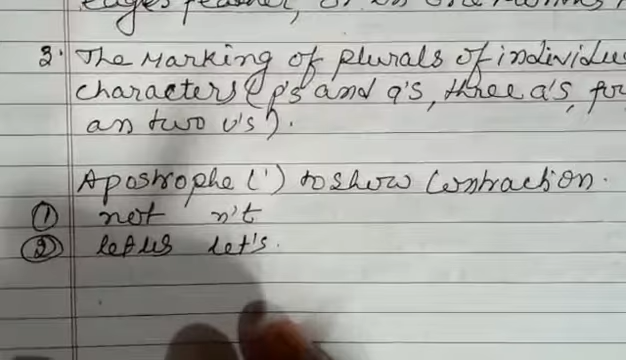 3. The Marking of plurals of individu
characters (p's and q's, three a's, fo
an two u's).
Apostrophe (') to show Contraction.
① not n't
② let us let's.